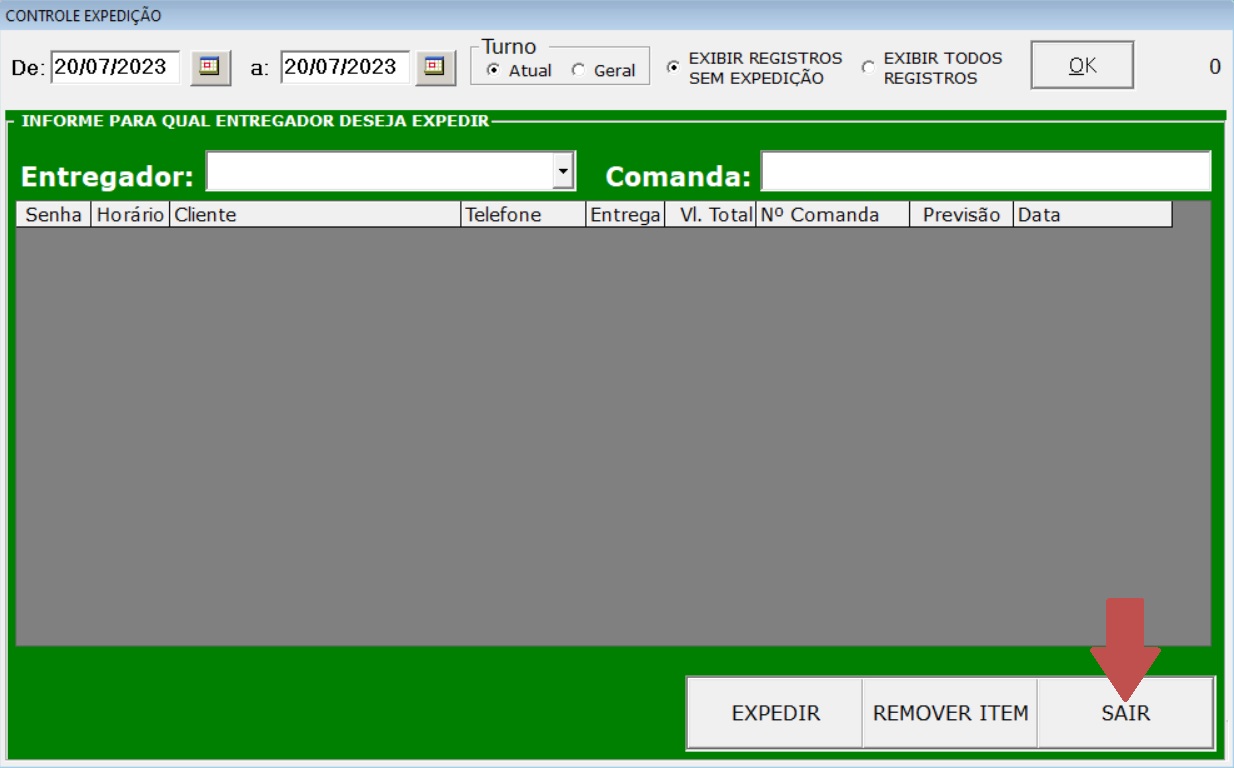 CONTROLE EXPEDIÇÃO
De: 20/07/2023 a: 20/07/2023
Turno
Atual Geral
EXIBIR REGISTROS
SEM EXPEDIÇÃO
EXIBIR TODOS
REGISTROS
OK
0
INFORME PARA QUAL ENTREGADOR DESEJA EXPEDIR
Entregador: Comanda:
Senha Horário Cliente Telefone Entrega Vl. Total Nº Comanda Previsão Data
EXPEDIR REMOVER ITEM SAIR